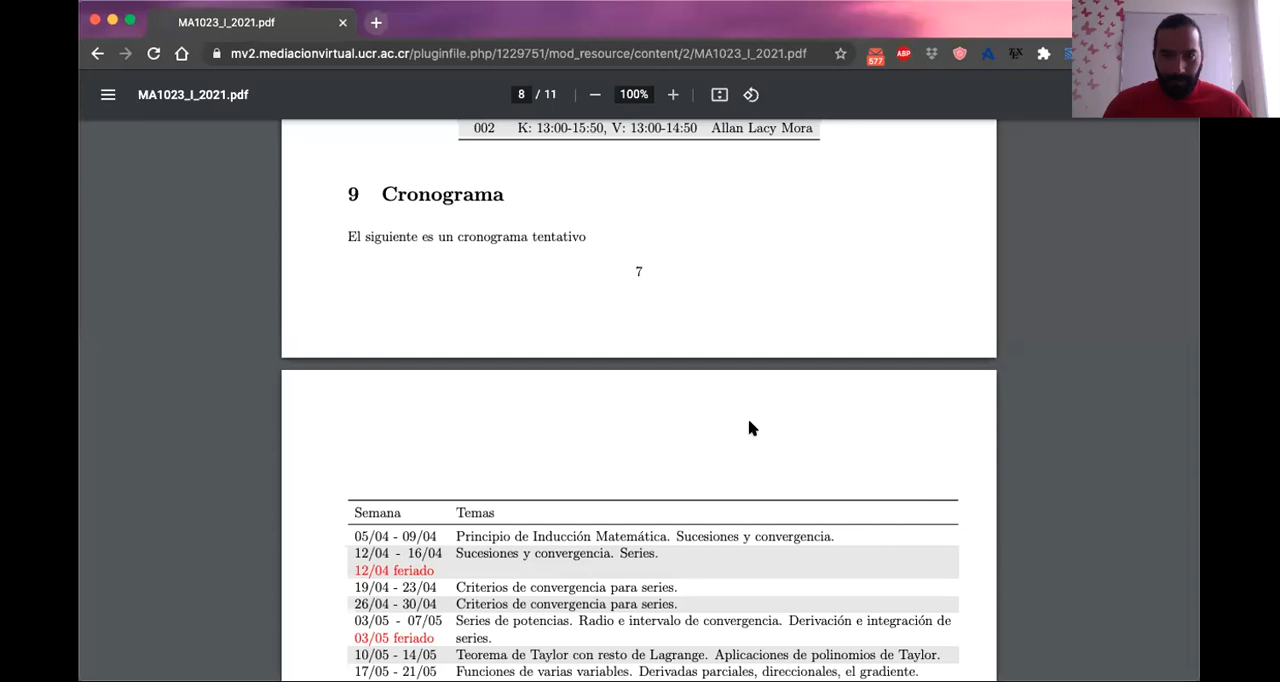 MA1023_I_2021.pdf
mv2.mediacionvirtual.ucr.ac.cr/pluginfile.php/1229751/mod_resource/content/2/MA1023_I_2021.pdf
577
ABP
TEX
MA1023_I_2021.pdf
8 / 11
100%
002 K: 13:00-15:50, V: 13:00-14:50 Allan Lacy Mora
9 Cronograma
El siguiente es un cronograma tentativo
7
Semana Temas
05/04 - 09/04 Principio de Inducción Matemática. Sucesiones y convergencia.
12/04 - 16/04 Sucesiones y convergencia. Series.
12/04 feriado
19/04 - 23/04 Criterios de convergencia para series.
26/04 - 30/04 Criterios de convergencia para series.
03/05 - 07/05 Series de potencias. Radio e intervalo de convergencia. Derivación e integración de
03/05 feriado series.
10/05 - 14/05 Teorema de Taylor con resto de Lagrange. Aplicaciones de polinomios de Taylor.
17/05 - 21/05 Funciones de varias variables. Derivadas parciales, direccionales, el gradiente.